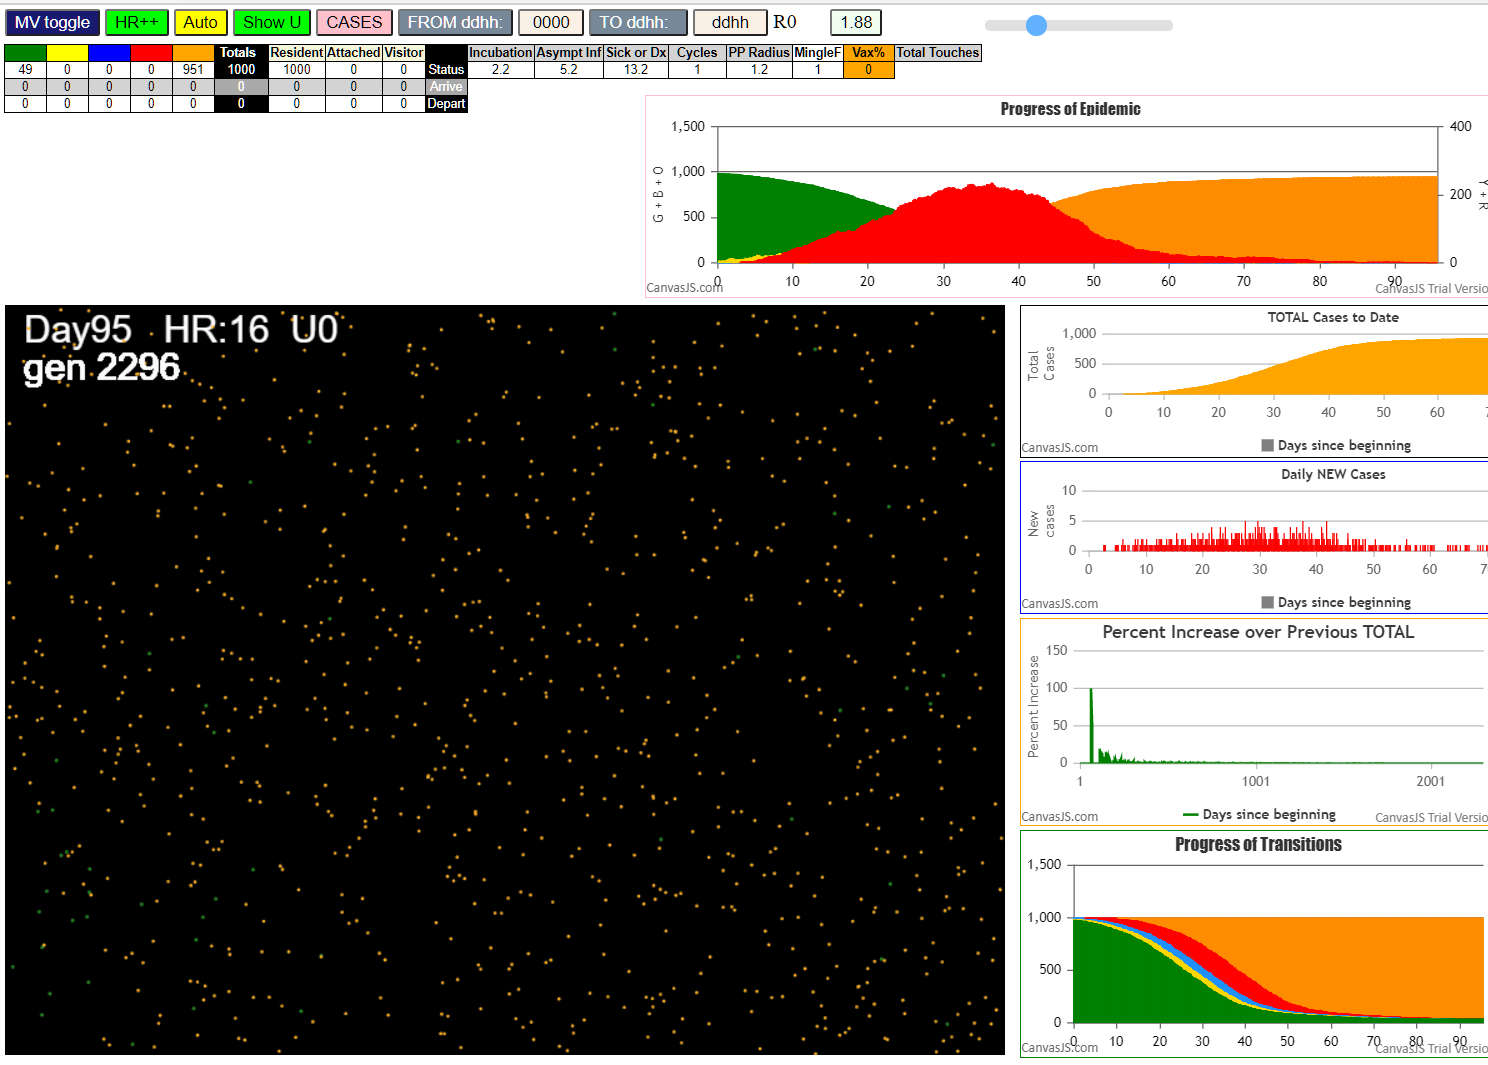 MV toggle HR++ Auto Show U CASES FROM ddhh: 0000 TO ddhh: ddhh R0 1.88
Totals Resident Attached Visitor Incubation Asympt Inf Sick or Dx Cycles PP Radius MingleF Vax% Total Touches
49 0 0 0 951 1000 1000 0 0 Status 2.2 5.2 13.2 1 1.2 1 0
0 0 0 0 0 0 0 0 0 Arrive
0 0 0 0 0 0 0 0 0 Depart
Progress of Epidemic
1,500 400
1,000
200
500
0 0
G + B + O
Y + R
0 10 20 30 40 50 60 70 80 90
CanvasJS.com CanvasJS Trial Versio
Day95 HR:16 U0
gen 2296
TOTAL Cases to Date
1,000
500
0
Total
Cases
0 10 20 30 40 50 60 7
Days since beginning
CanvasJS.com
Daily NEW Cases
10
5
0
New
cases
0 10 20 30 40 50 60 70
Days since beginning
CanvasJS.com
Percent Increase over Previous TOTAL
150
100
50
0
Percent Increase
1 1001 2001
Days since beginning
CanvasJS.com CanvasJS Trial Versio
Progress of Transitions
1,500
1,000
500
0
0 10 20 30 40 50 60 70 80 90
CanvasJS.com CanvasJS Trial Versio